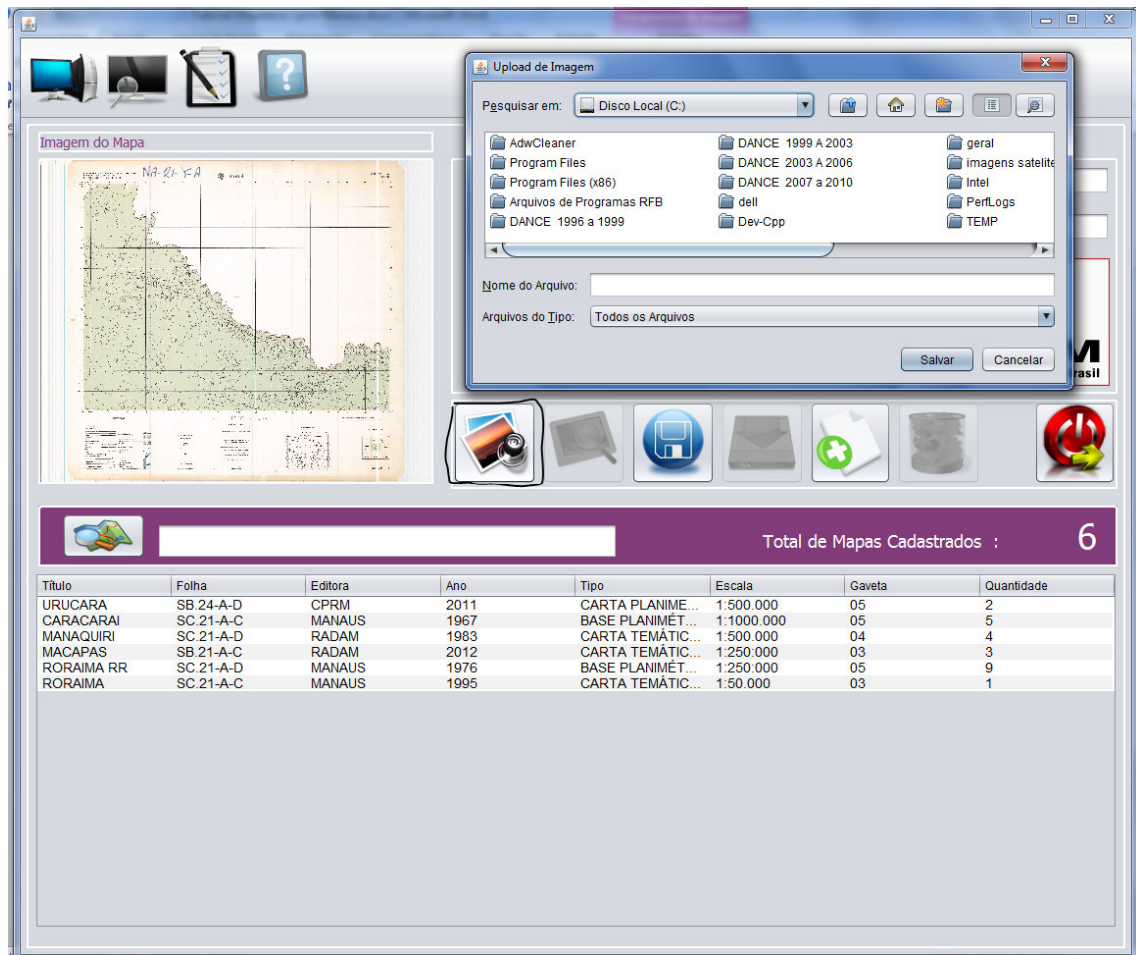 Upload de Imagem
Pesquisar em: Disco Local (C:)
AdwCleaner DANCE 1999 A 2003 geral
Program Files DANCE 2003 A 2006 imagens satelite
Program Files (x86) DANCE 2007 a 2010 Intel
Arquivos de Programas RFB dell PerfLogs
DANCE 1996 a 1999 Dev-Cpp TEMP
Nome do Arquivo:
Arquivos do Tipo: Todos os Arquivos
Salvar Cancelar
M
rasil
Imagem do Mapa
Total de Mapas Cadastrados : 6
Título Folha Editora Ano Tipo Escala Gaveta Quantidade
URUCARA SB.24-A-D CPRM 2011 CARTA PLANIME... 1:500.000 05 2
CARACARAI SC.21-A-C MANAUS 1967 BASE PLANIMÉT... 1:1000.000 05 5
MANAQUIRI SC.21-A-D RADAM 1983 CARTA TEMÁTIC... 1:500.000 04 4
MACAPAS SB.21-A-C RADAM 2012 CARTA TEMÁTIC... 1:250:000 03 3
RORAIMA RR SC.21-A-D MANAUS 1976 BASE PLANIMÉT... 1:250:000 05 9
RORAIMA SC.21-A-C MANAUS 1995 CARTA TEMÁTIC... 1:50.000 03 1